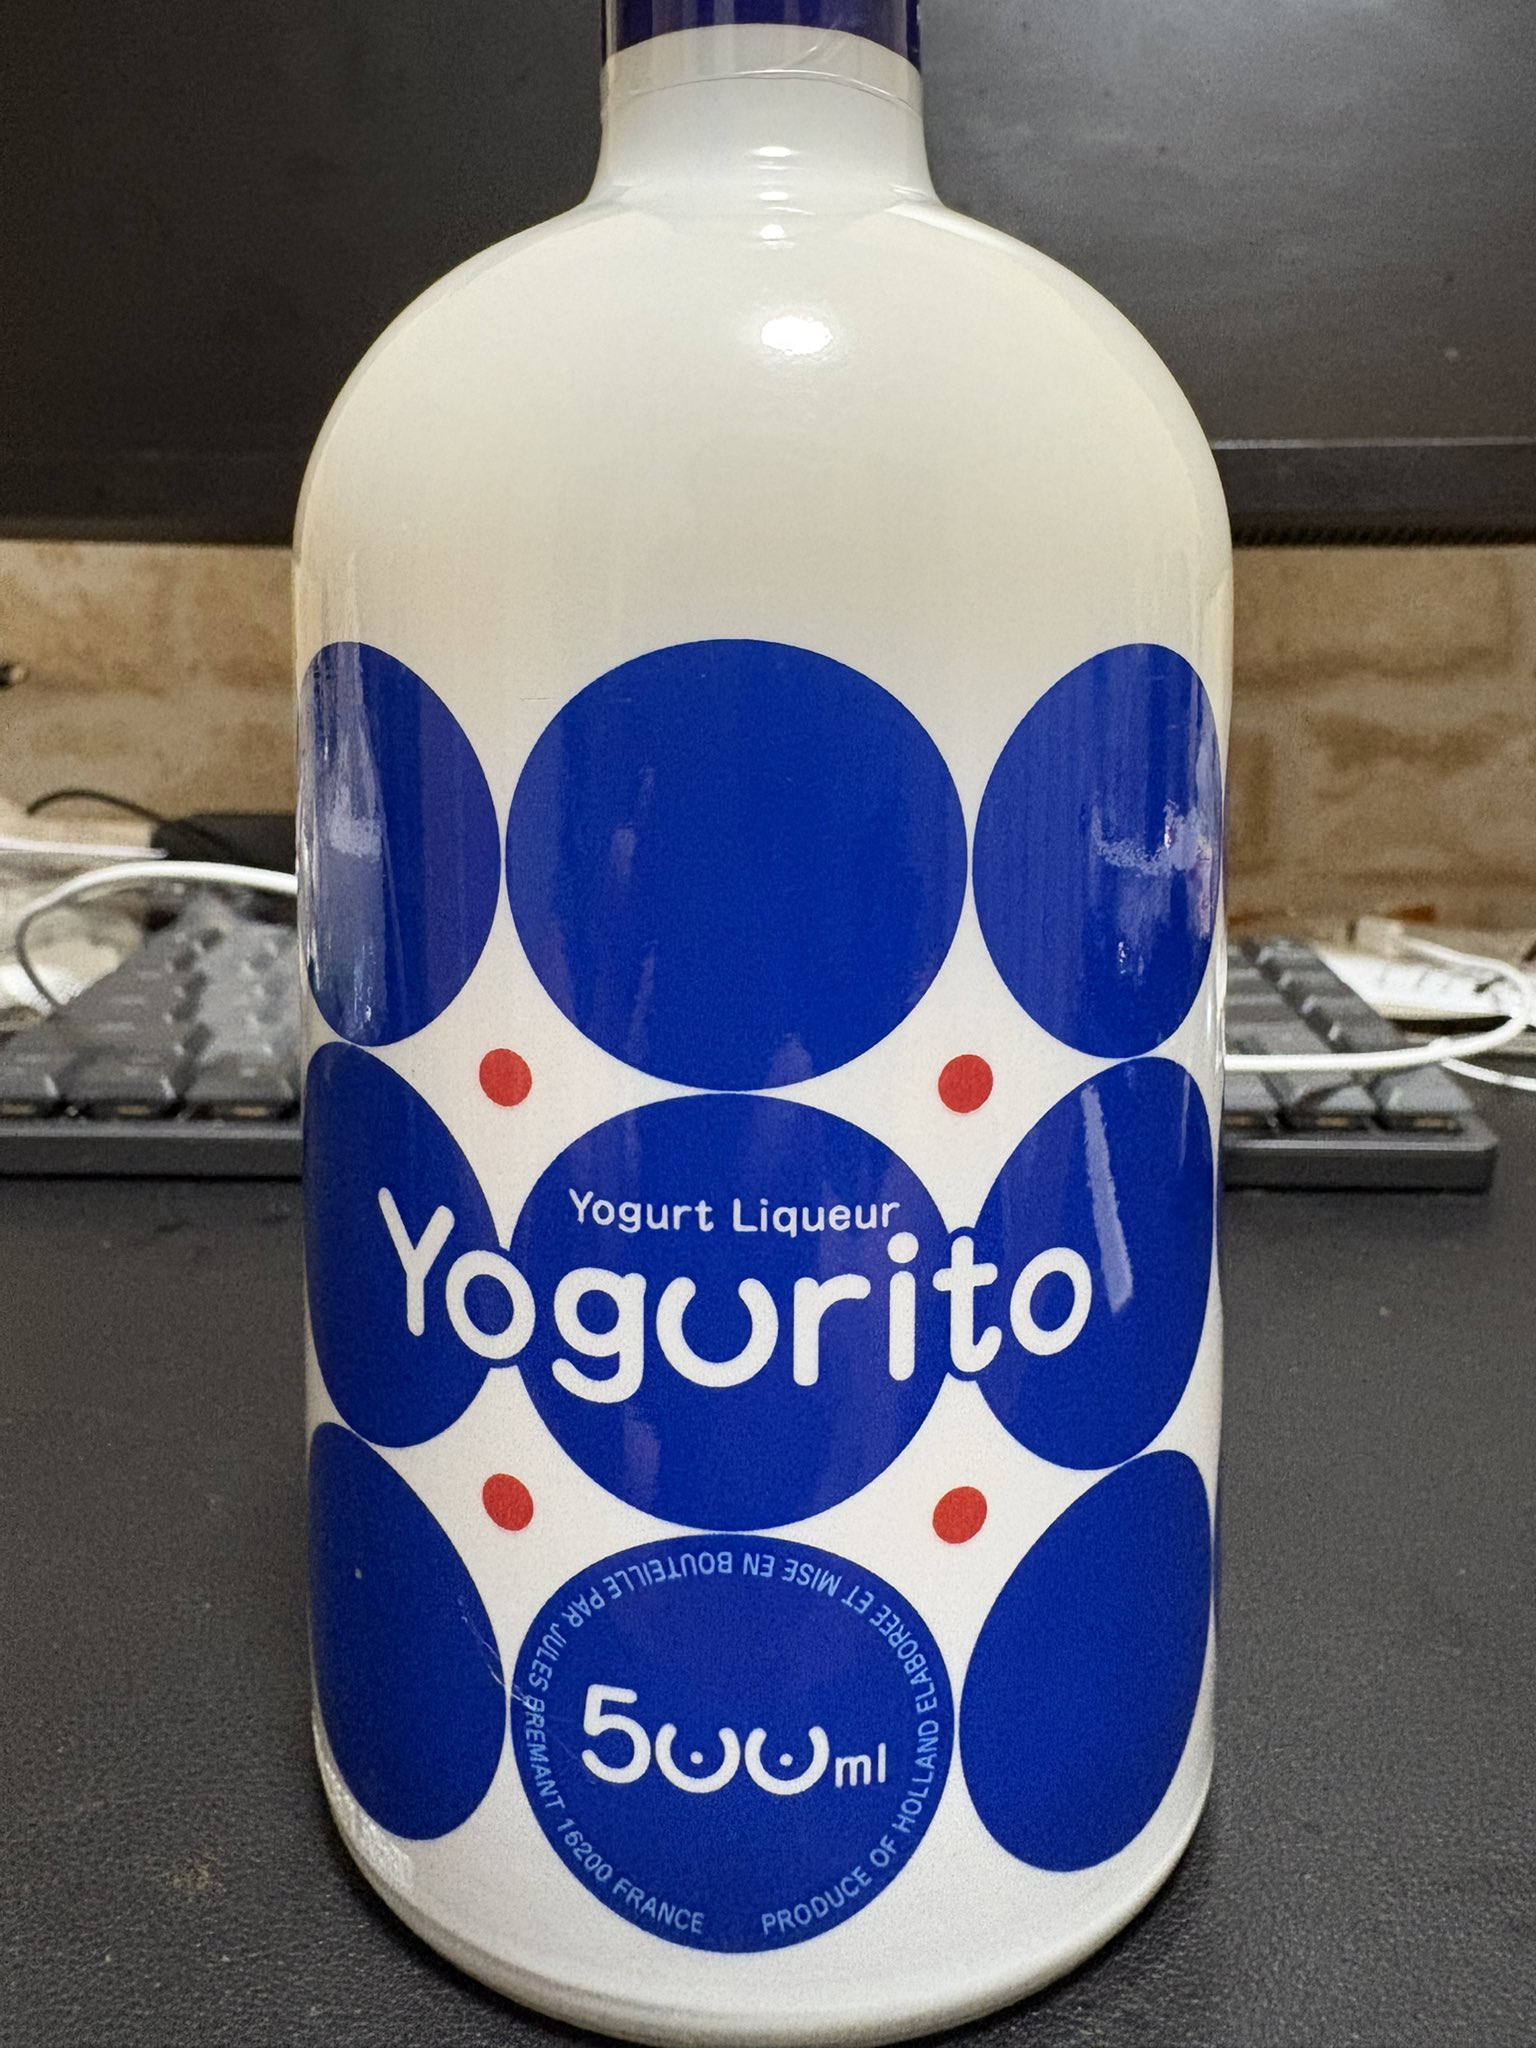 Yogurt Liqueur
Yogurito
500ml
PRODUCE OF HOLLAND ELABOREE ET MISE EN BOUTEILLE PAR JULES BREMANT 16200 FRANCE